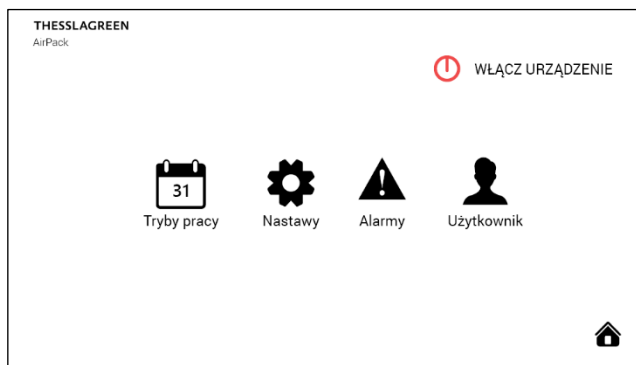 THESSLAGREEN
AirPack
WŁĄCZ URZĄDZENIE
31
Tryby pracy
Nastawy
Alarmy
Użytkownik